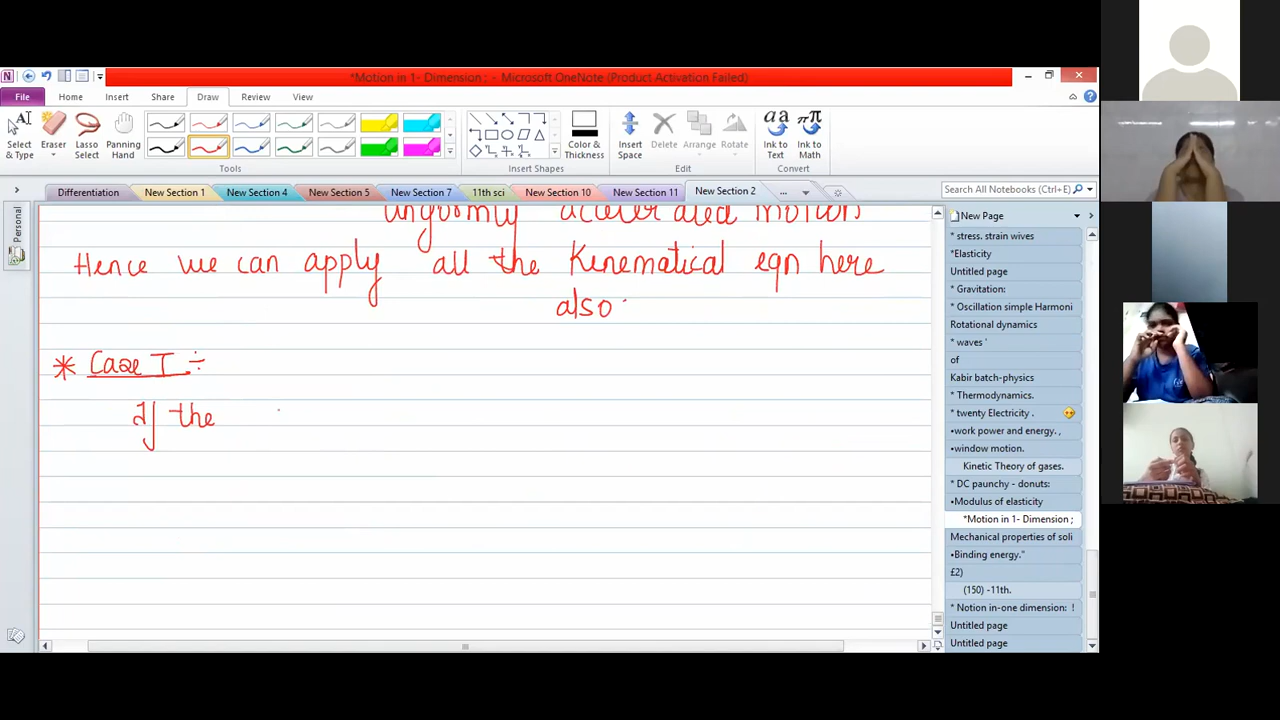 *Motion in 1- Dimension ; - Microsoft OneNote (Product Activation Failed)
File Home Insert Share Draw Review View
Select & Type
Eraser
Lasso Select
Panning Hand
Color & Thickness
Insert Space
Delete
Arrange
Rotate
Ink to Text
Ink to Math
Tools
Insert Shapes
Edit
Convert
Differentiation New Section 1 New Section 4 New Section 5 New Section 7 11th sci New Section 10 New Section 11 New Section 2 ...
Search All Notebooks (Ctrl+E)
Personal
uniformly accelerated motion
Hence we can apply all the Kinematical eqn here
also
* Case I ÷
If the
New Page
* stress. strain wives
*Elasticity
Untitled page
* Gravitation:
* Oscillation simple Harmoni
Rotational dynamics
* waves '
of
Kabir batch-physics
* Thermodynamics.
* twenty Electricity .
•work power and energy. ,
•window motion.
Kinetic Theory of gases.
* DC paunchy - donuts:
•Modulus of elasticity
*Motion in 1- Dimension ;
Mechanical properties of soli
•Binding energy."
£2)
(150) -11th.
* Notion in-one dimension: !
Untitled page
Untitled page